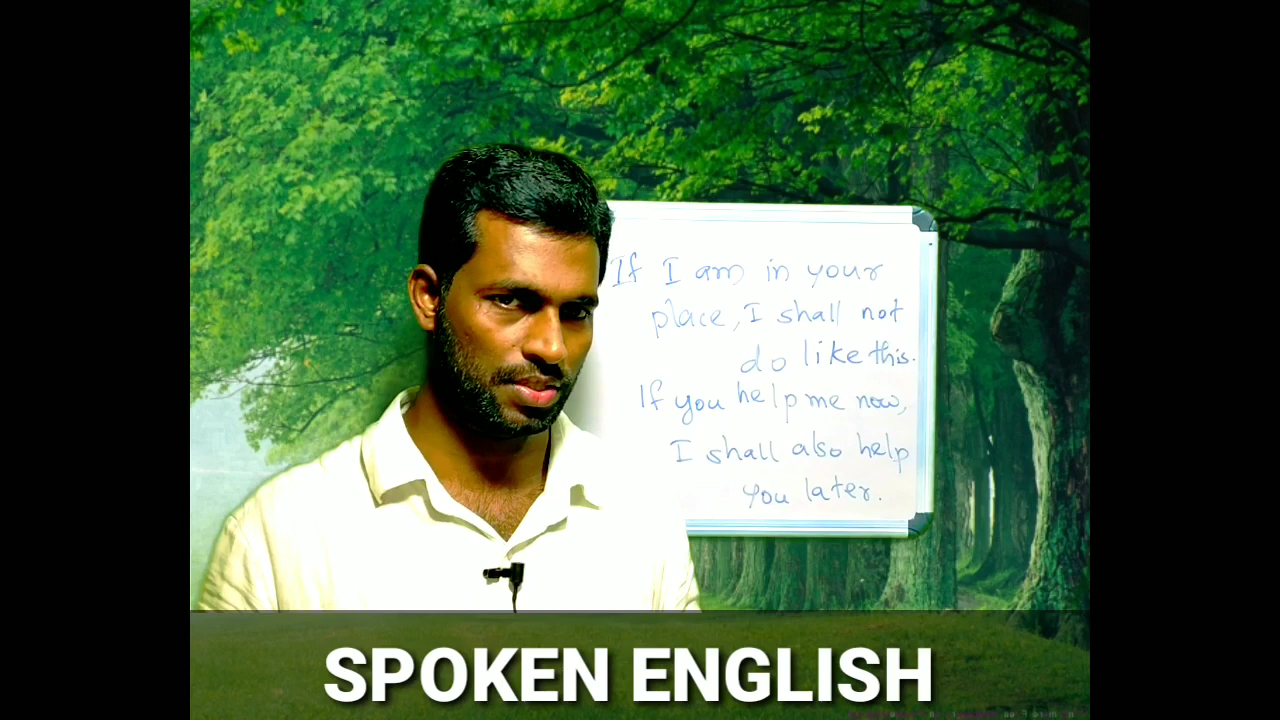 If I am in your
place, I shall not
do like this.
If you help me now,
I shall also help
you later.
SPOKEN ENGLISH